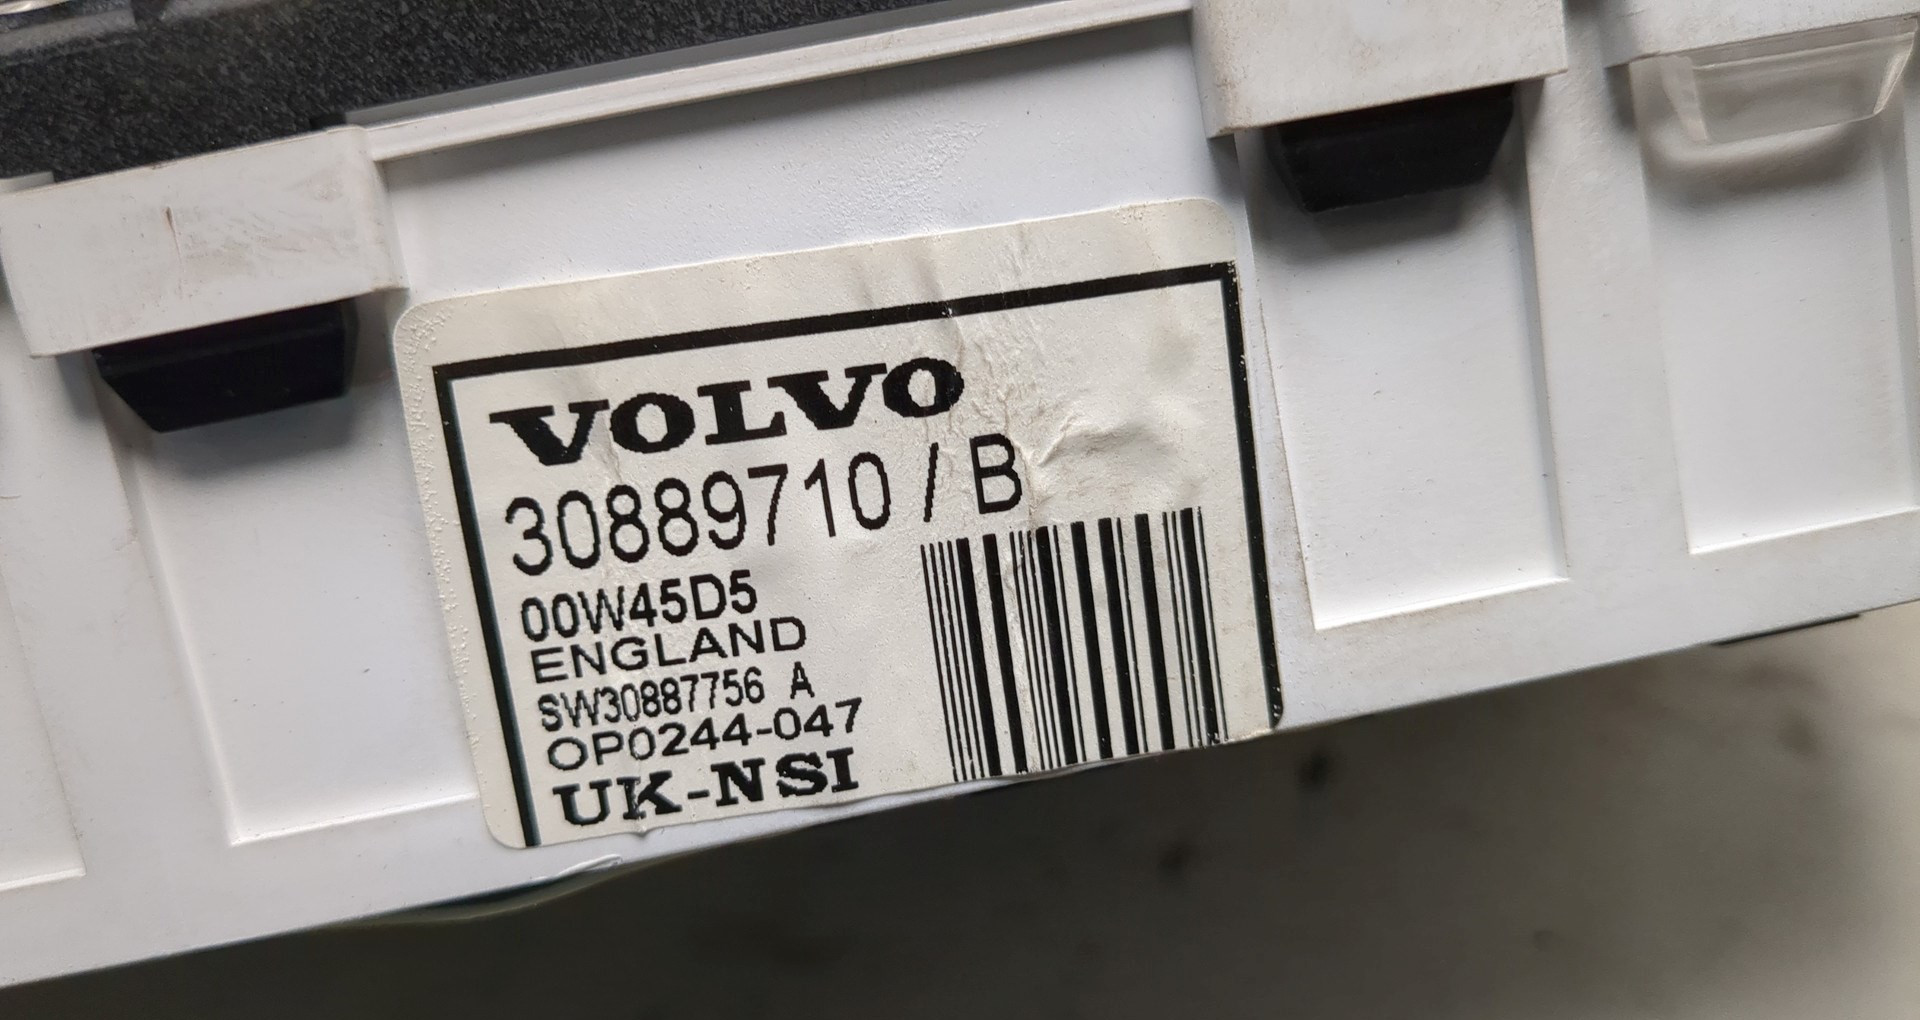 VOLVO
30889710 / B
00W45D5
ENGLAND
SW30887756 A
OP0244-047
UK-NSI